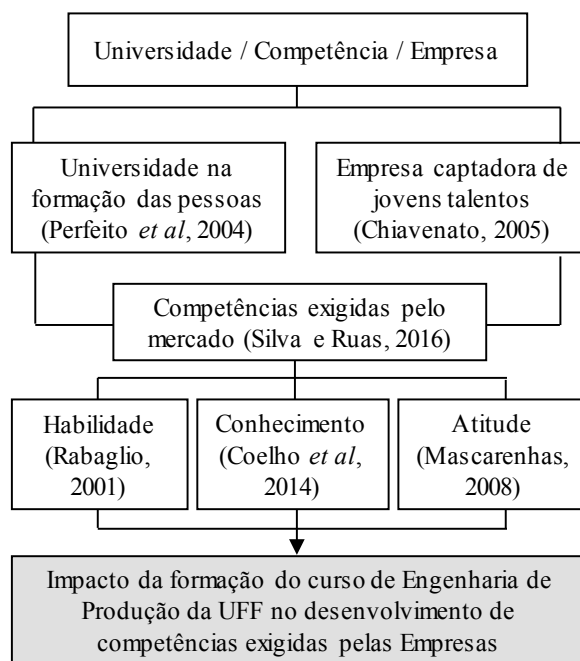 Universidade / Competência / Empresa
Universidade na
formação das pessoas
(Perfeito et al, 2004)
Empresa captadora de
jovens talentos
(Chiavenato, 2005)
Competências exigidas pelo
mercado (Silva e Ruas, 2016)
Habilidade
(Rabaglio,
2001)
Conhecimento
(Coelho et al,
2014)
Atitude
(Mascarenhas,
2008)
Impacto da formação do curso de Engenharia de
Produção da UFF no desenvolvimento de
competências exigidas pelas Empresas